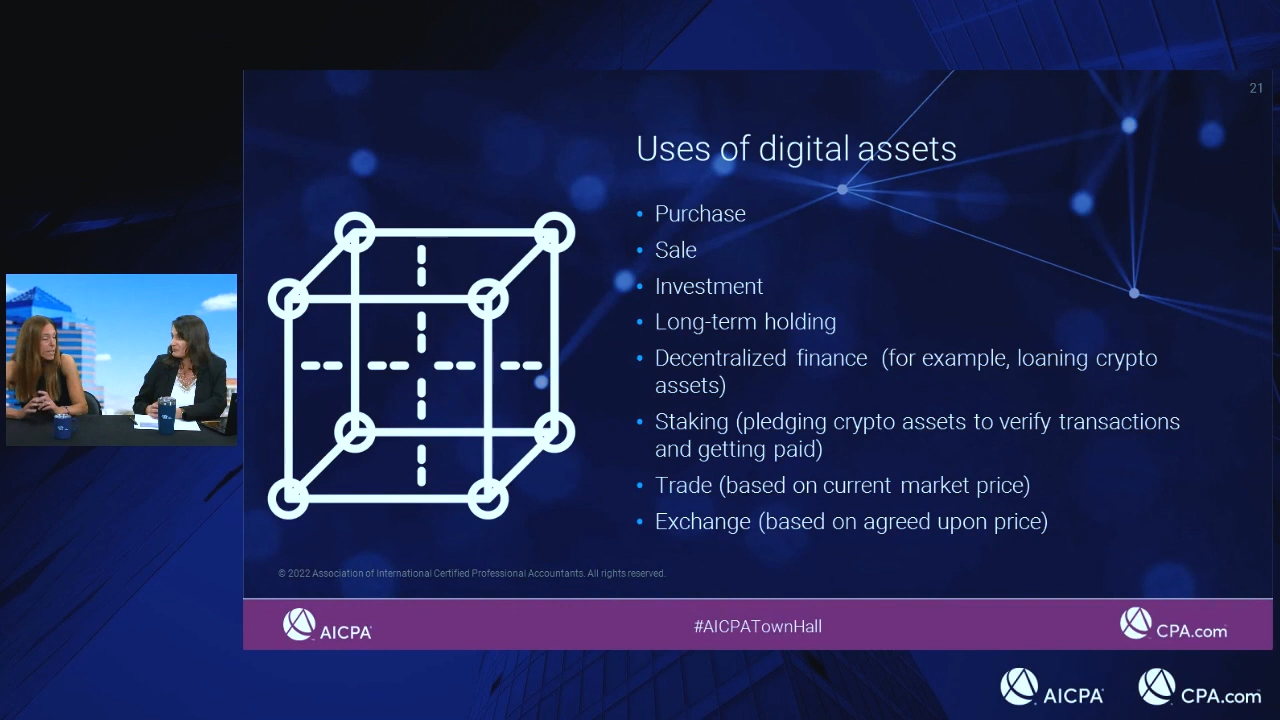 21
Uses of digital assets
• Purchase
• Sale
• Investment
• Long-term holding
• Decentralized finance (for example, loaning crypto
assets)
• Staking (pledging crypto assets to verify transactions
and getting paid)
• Trade (based on current market price)
• Exchange (based on agreed upon price)
© 2022 Association of International Certified Professional Accountants. All rights reserved.
AICPA
#AICPATownHall
CPA.com
AICPA
CPA.com